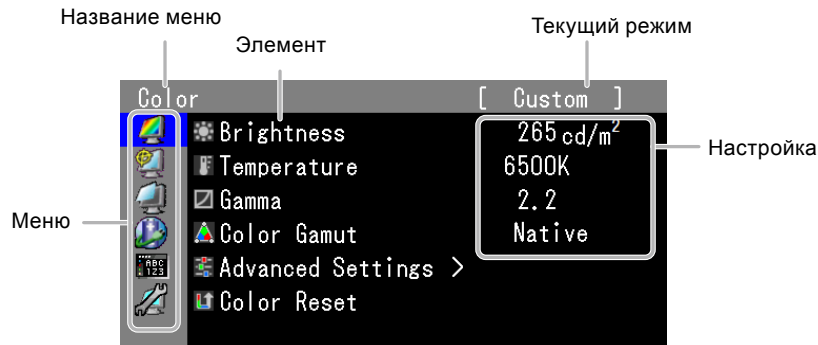 Название меню
Элемент
Текущий режим
Color [ Custom ]
Brightness 265 cd/m²
Temperature 6500K
Настройка
Gamma 2.2
Меню
Color Gamut Native
ABC
123
Advanced Settings >
Color Reset